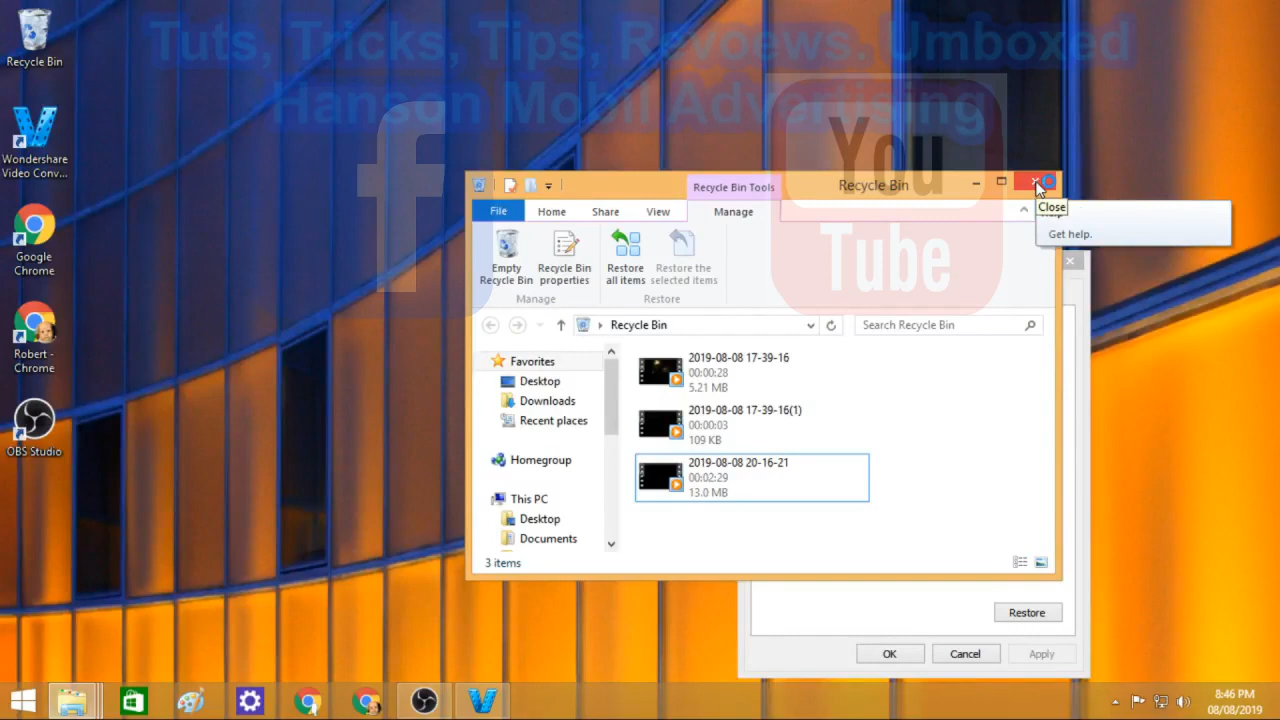 Tuts, Tricks, Tips, Revoews. Umboxed
Hanson Mobil Advertising
Recycle Bin
Wondershare
Video Conv...
Google
Chrome
Robert -
Chrome
OBS Studio
f
You
Tube
Recycle Bin Tools
Recycle Bin
File
Home
Share
View
Manage
Close
Get help.
Empty
Recycle Bin
Recycle Bin
properties
Restore
all items
Restore the
selected items
Manage
Restore
Recycle Bin
Search Recycle Bin
Favorites
Desktop
Downloads
Recent places
Homegroup
This PC
Desktop
Documents
2019-08-08 17-39-16
00:00:28
5.21 MB
2019-08-08 17-39-16(1)
00:00:03
109 KB
2019-08-08 20-16-21
00:02:29
13.0 MB
3 items
Restore
OK
Cancel
Apply
8:46 PM
08/08/2019